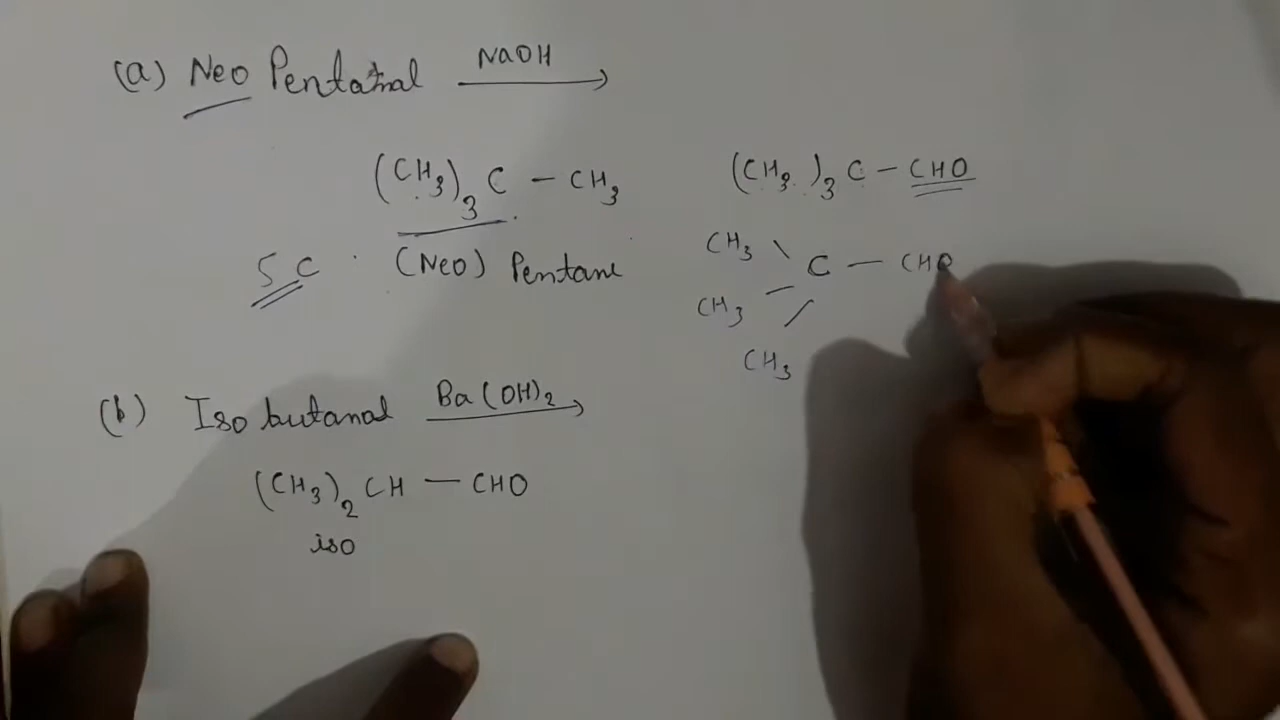 (a) Neo Pentanal NaOH
(CH3)3 C - CH3
(CH3)3 C - CHO
5C (Neo) Pentane
CH3
C - CHO
CH3
CH3
(b) Iso butanal Ba(OH)2
(CH3)2 CH - CHO
iso